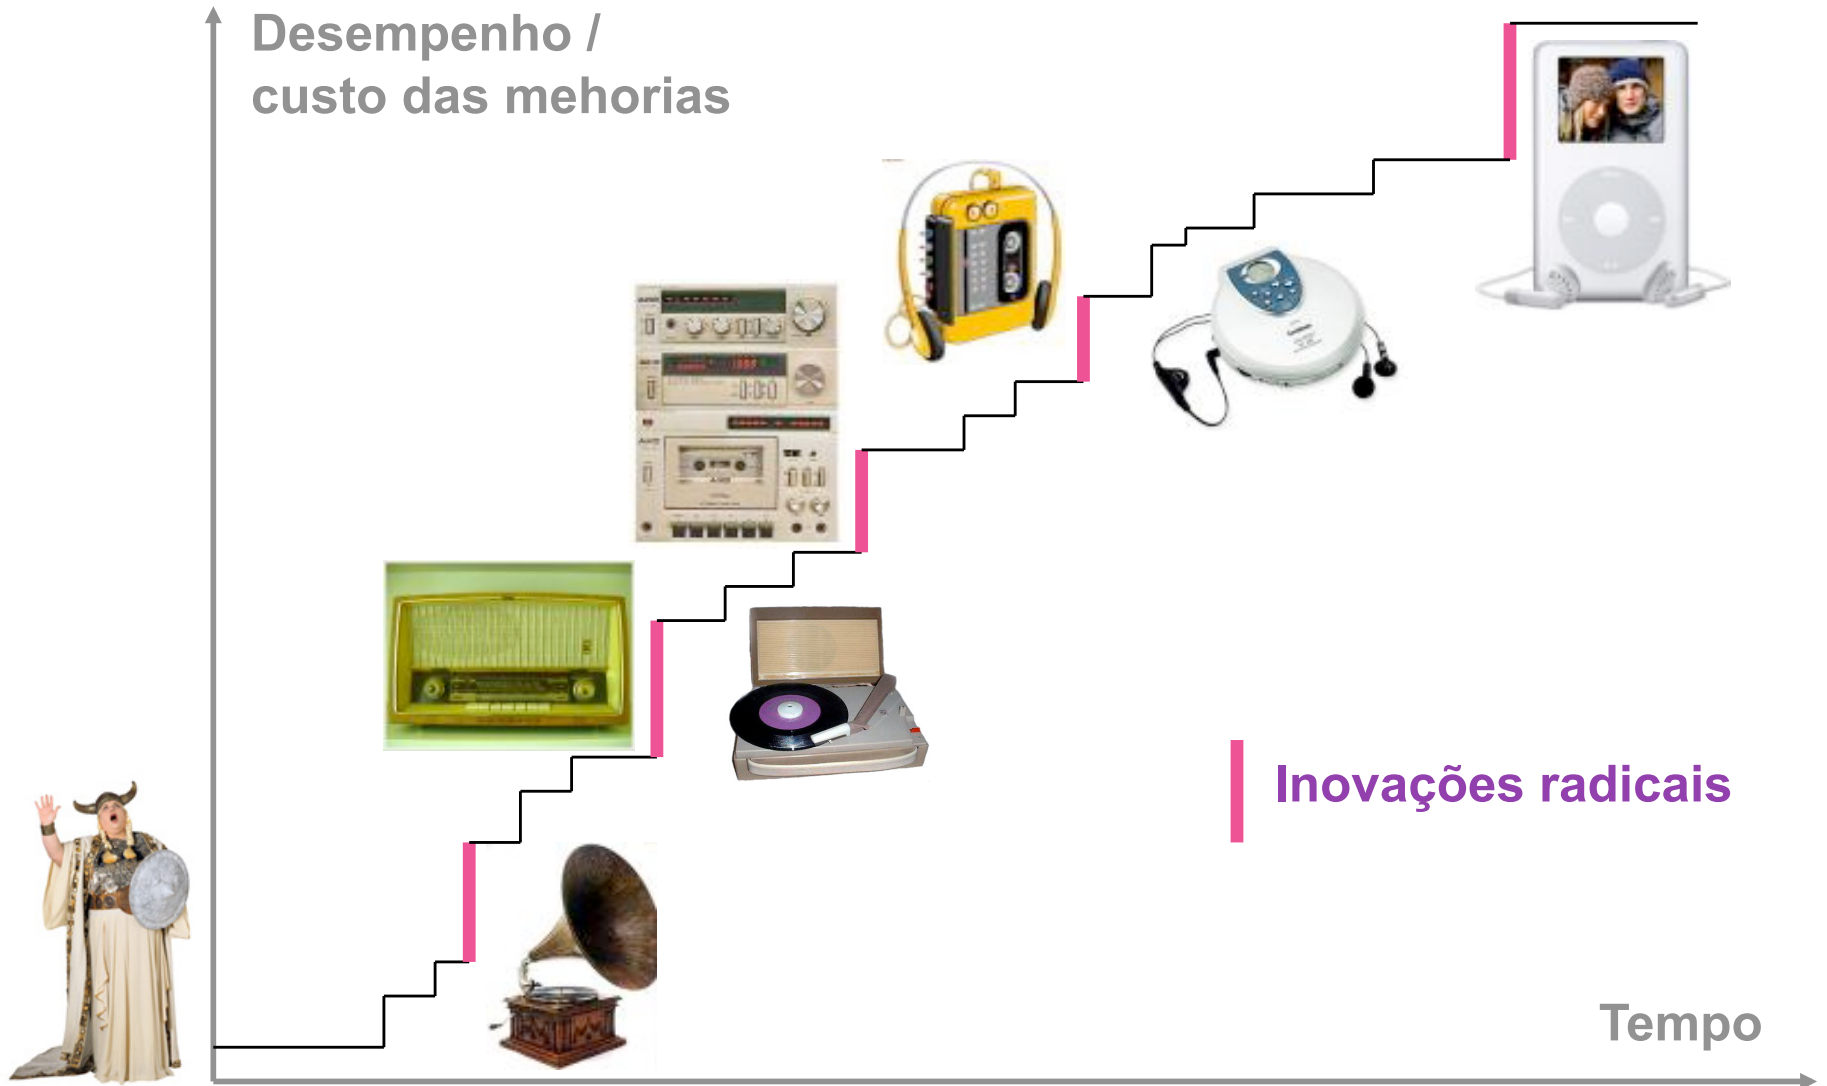 Desempenho /
custo das mehorias
Inovações radicais
Tempo